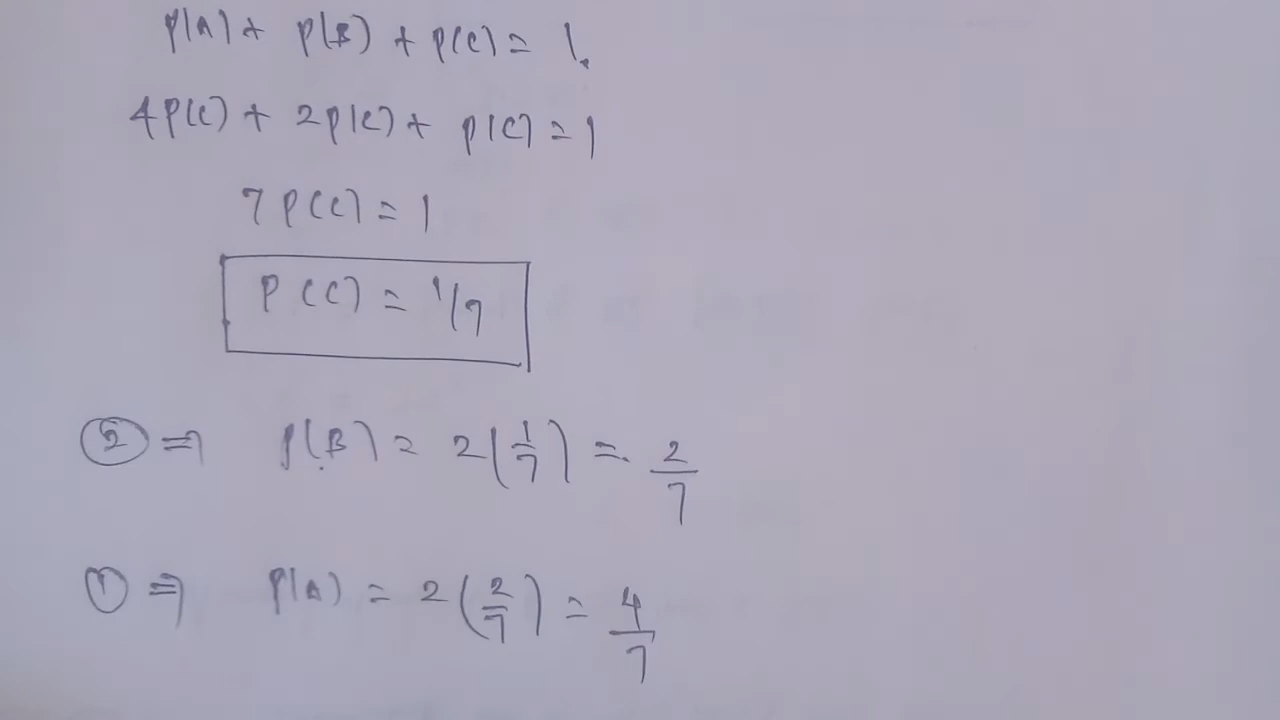 P(A) + P(B) + P(C) = 1.
4P(C) + 2P(C) + P(C) = 1
7 P(C) = 1
P(C) = 1/7
② ⇒ P(B) = 2(1/7) = 2/7
① ⇒ P(A) = 2(2/7) = 4/7